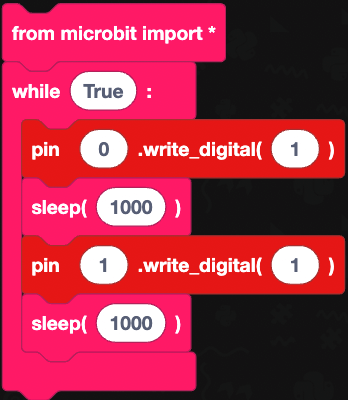 from microbit import *
while True :
pin 0 .write_digital( 1 )
sleep( 1000 )
pin 1 .write_digital( 1 )
sleep( 1000 )